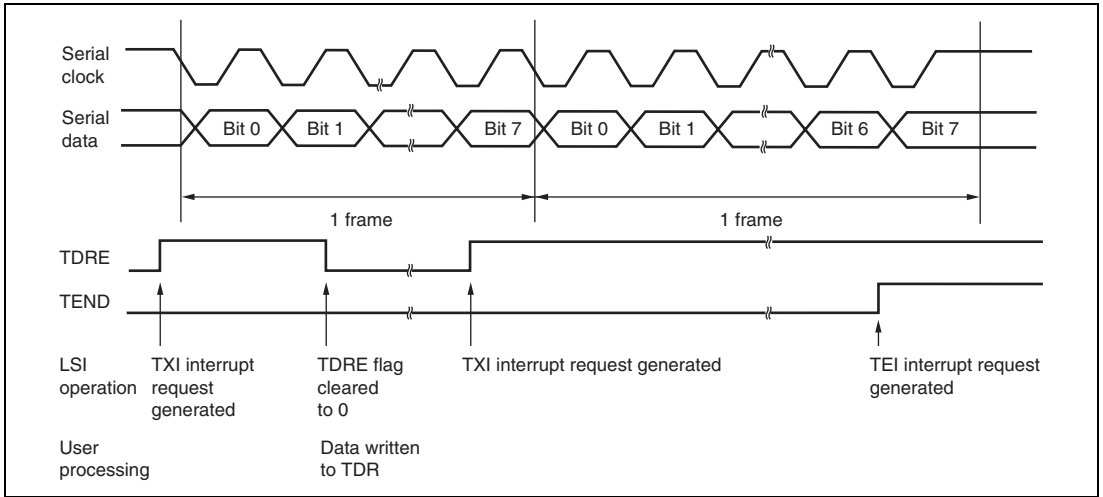 Serial
clock
Serial
data
Bit 0 Bit 1 Bit 7 Bit 0 Bit 1 Bit 6 Bit 7
1 frame 1 frame
TDRE
TEND
LSI
operation
TXI interrupt
request
generated
TDRE flag
cleared
to 0
TXI interrupt request generated
TEI interrupt request
generated
User
processing
Data written
to TDR